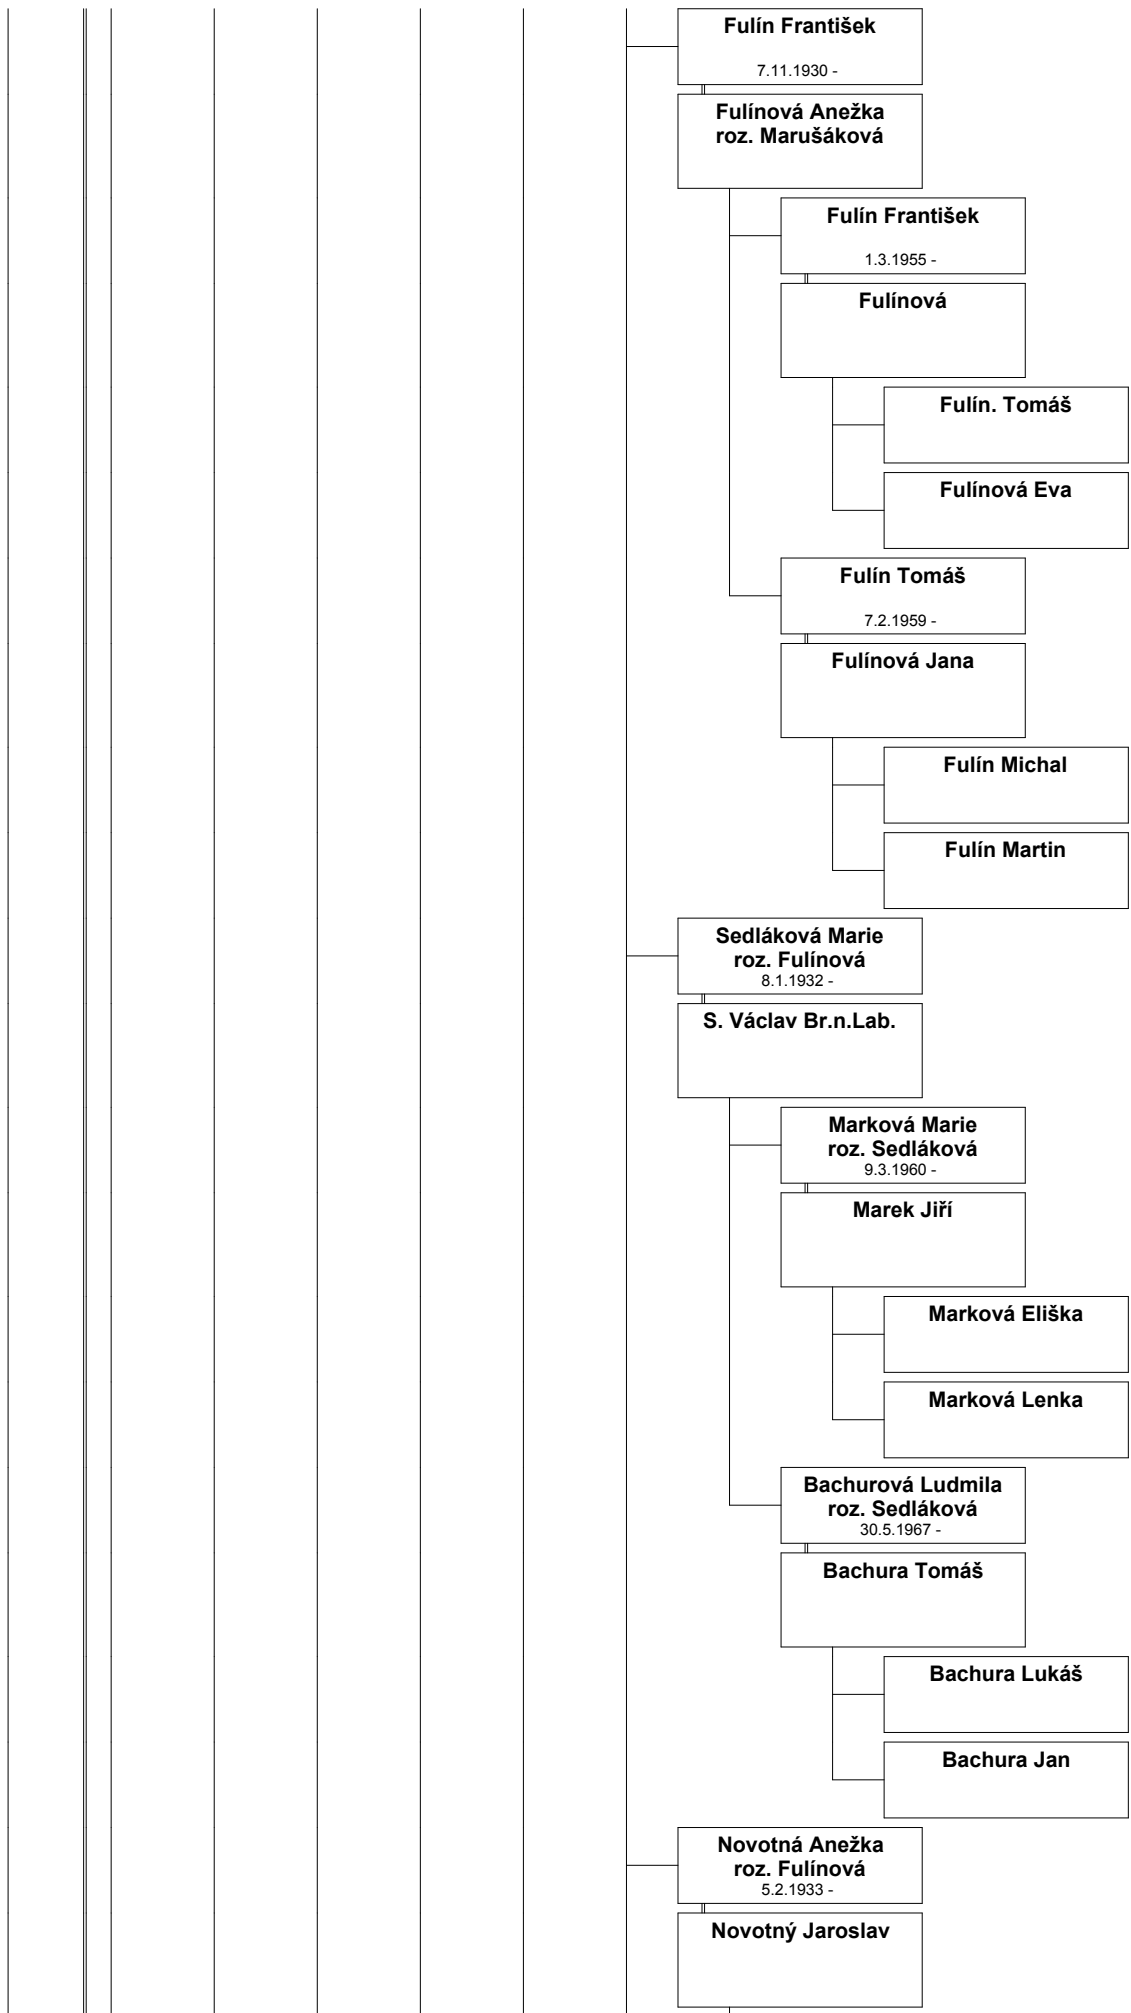 Fulín František
7.11.1930 -
Fulínová Anežka
roz. Marušáková
Fulín František
1.3.1955 -
Fulínová
Fulín. Tomáš
Fulínová Eva
Fulín Tomáš
7.2.1959 -
Fulínová Jana
Fulín Michal
Fulín Martin
Sedláková Marie
roz. Fulínová
8.1.1932 -
S. Václav Br.n.Lab.
Marková Marie
roz. Sedláková
9.3.1960 -
Marek Jiří
Marková Eliška
Marková Lenka
Bachurová Ludmila
roz. Sedláková
30.5.1967 -
Bachura Tomáš
Bachura Lukáš
Bachura Jan
Novotná Anežka
roz. Fulínová
5.2.1933 -
Novotný Jaroslav